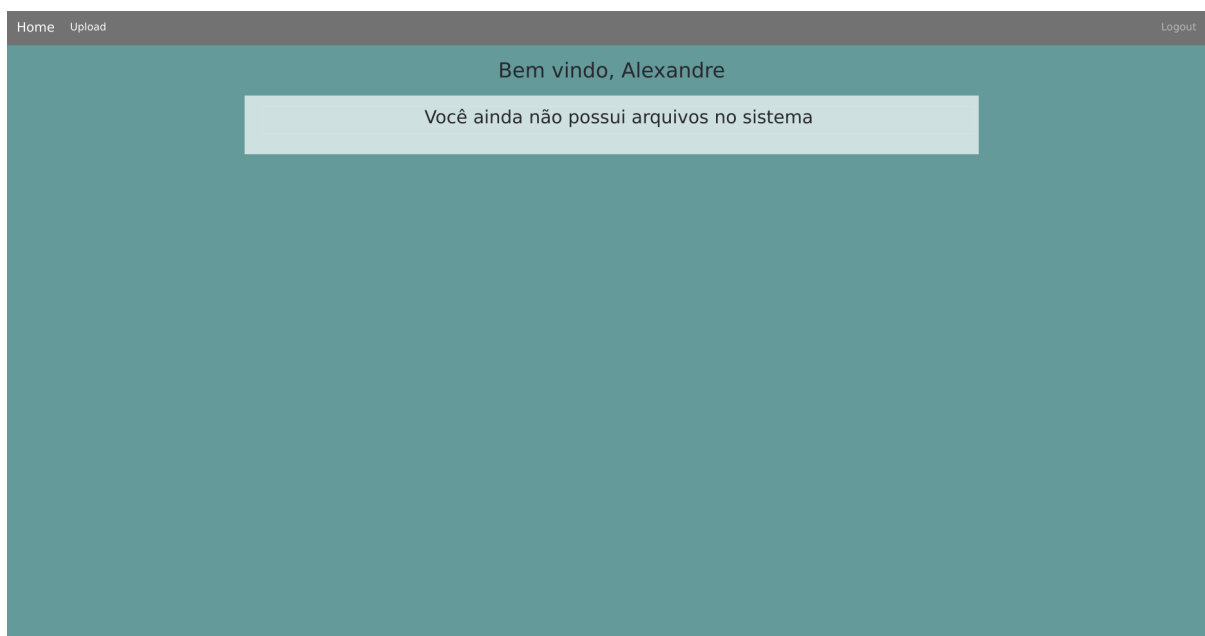 Home Upload Logout
Bem vindo, Alexandre
Você ainda não possui arquivos no sistema